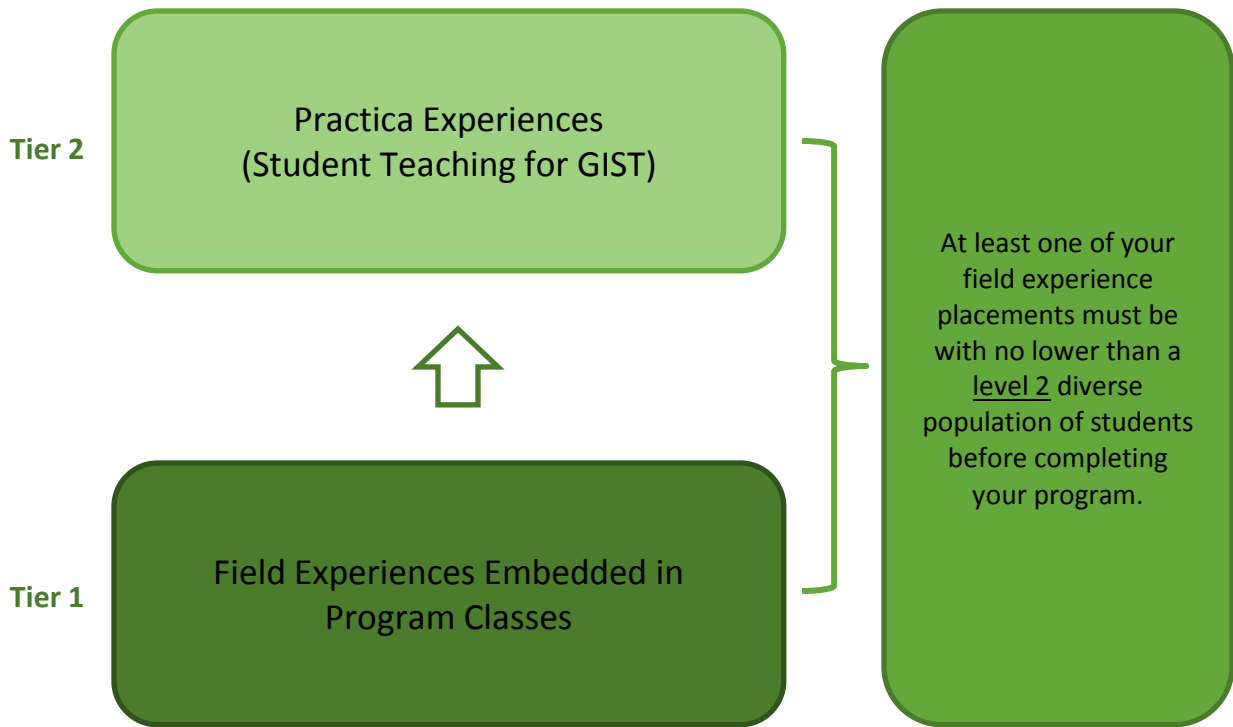 Tier 2
Practica Experiences
(Student Teaching for GIST)
Tier 1
Field Experiences Embedded in
Program Classes
At least one of your
field experience
placements must be
with no lower than a
level 2 diverse
population of students
before completing
your program.